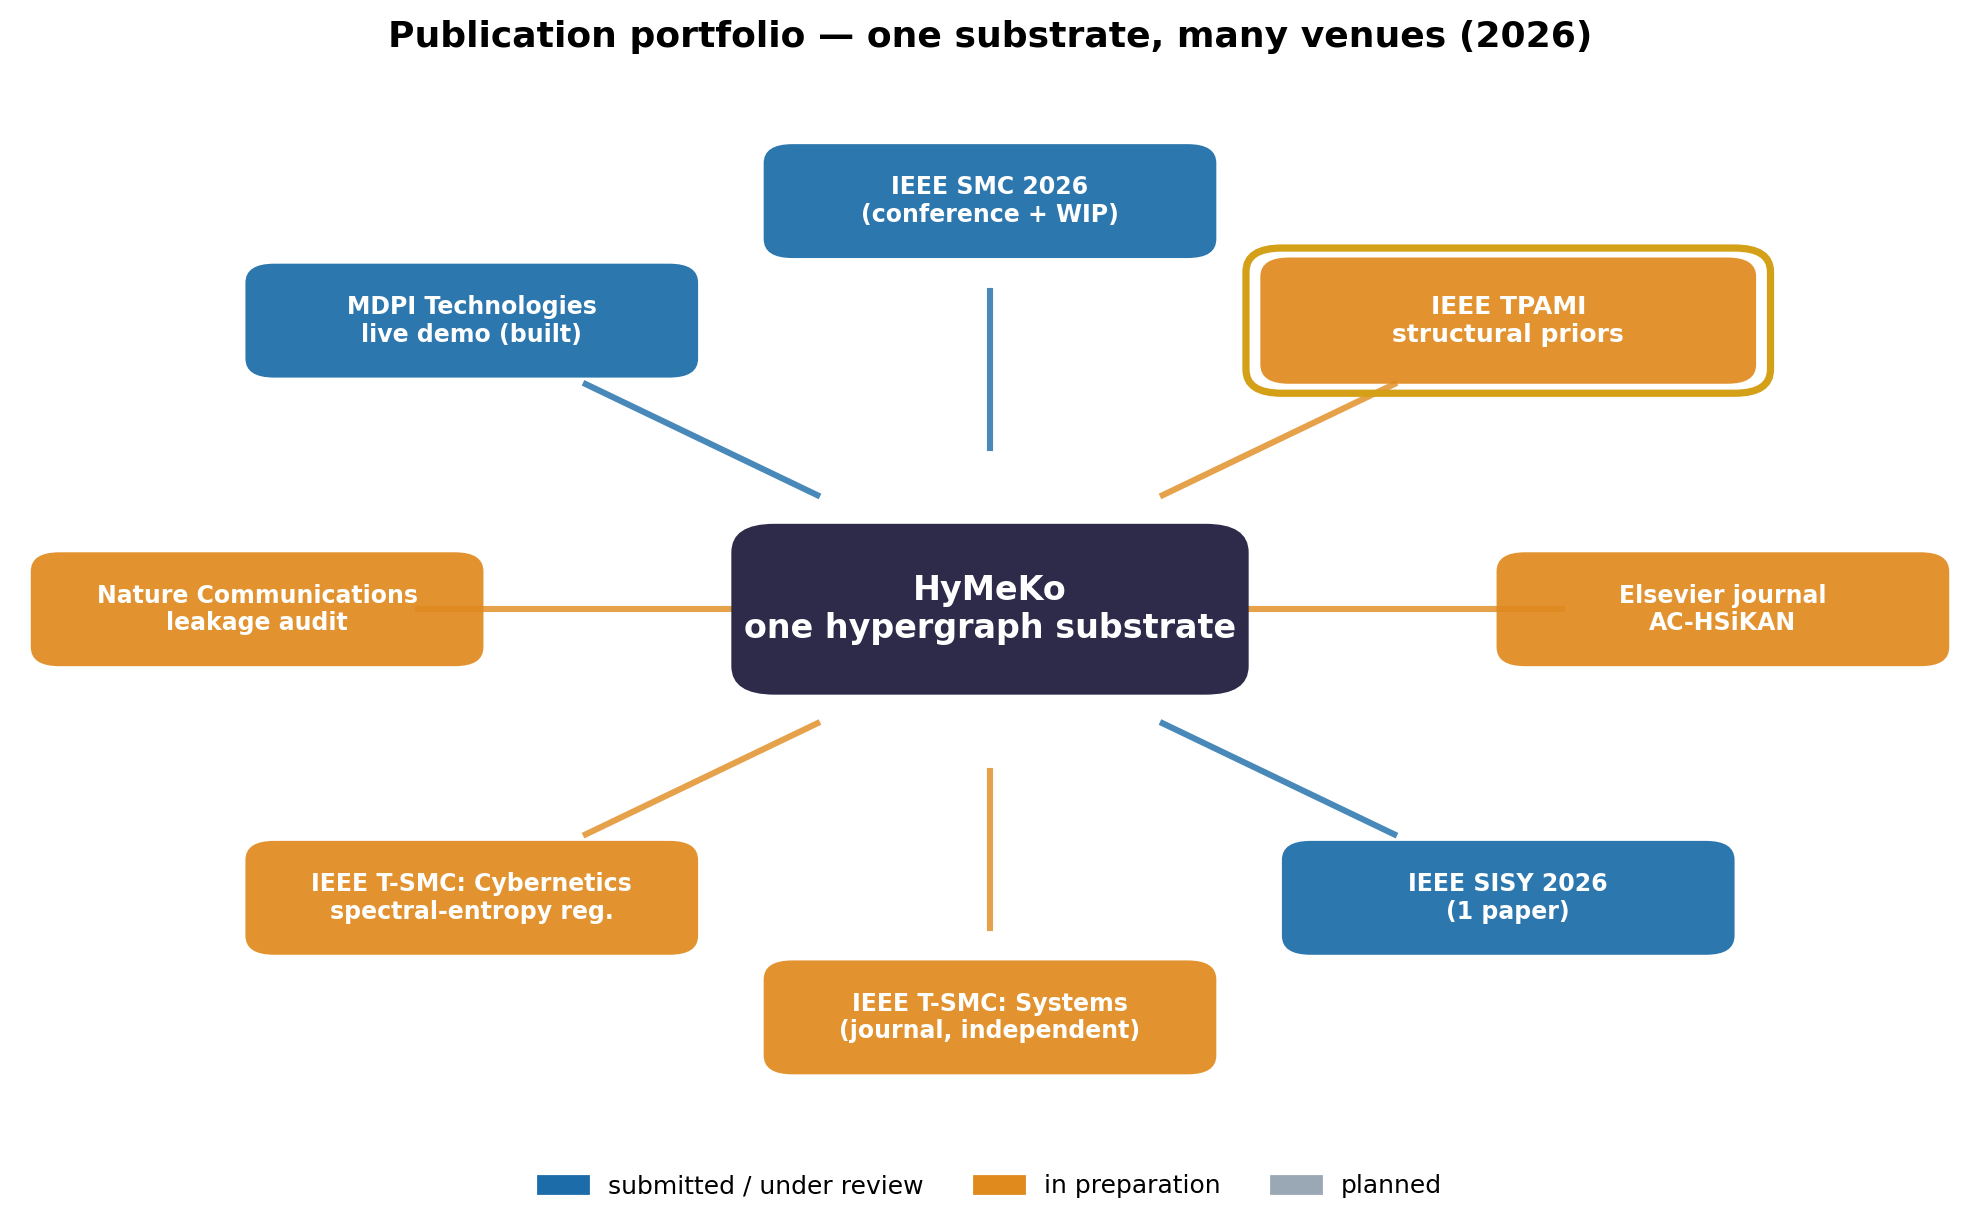 Publication portfolio — one substrate, many venues (2026)
IEEE SMC 2026
(conference + WIP)
MDPI Technologies
live demo (built)
IEEE TPAMI
structural priors
Nature Communications
leakage audit
HyMeKo
one hypergraph substrate
Elsevier journal
AC-HSiKAN
IEEE T-SMC: Cybernetics
spectral-entropy reg.
IEEE SISY 2026
(1 paper)
IEEE T-SMC: Systems
(journal, independent)
submitted / under review
in preparation
planned